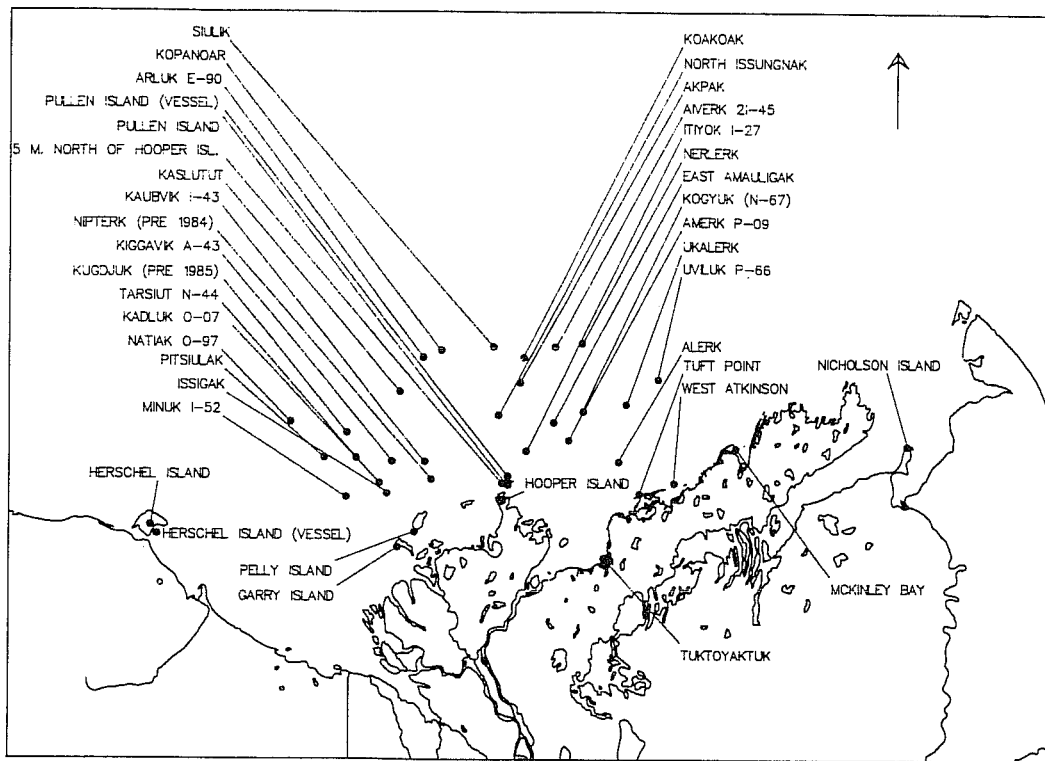 SIULIK
KOPANOAR
ARLUK E-90
PULLEN ISLAND (VESSEL)
PULLEN ISLAND
5 M. NORTH OF HOOPER ISL.
KASLUTUT
KAUBVIK I-43
NIPTERK (PRE 1984)
KIGGAVIK A-43
KUGDJUK (PRE 1985)
TARSIUT N-44
KADLUK O-07
NATIAK O-97
PITSIULAK
ISSIGAK
MINUK I-52
HERSCHEL ISLAND
HERSCHEL ISLAND (VESSEL)
PELLY ISLAND
GARRY ISLAND
KOAKOAK
NORTH ISSUNGNAK
AKPAK
AIVERK 2I-45
ITIYOK I-27
NERLERK
EAST AMAULIGAK
KOGYUK (N-67)
AMERK P-09
UKALERK
UVILUK P-66
ALERK
TUFT POINT
WEST ATKINSON
NICHOLSON ISLAND
HOOPER ISLAND
MCKINLEY BAY
TUKTOYAKTUK